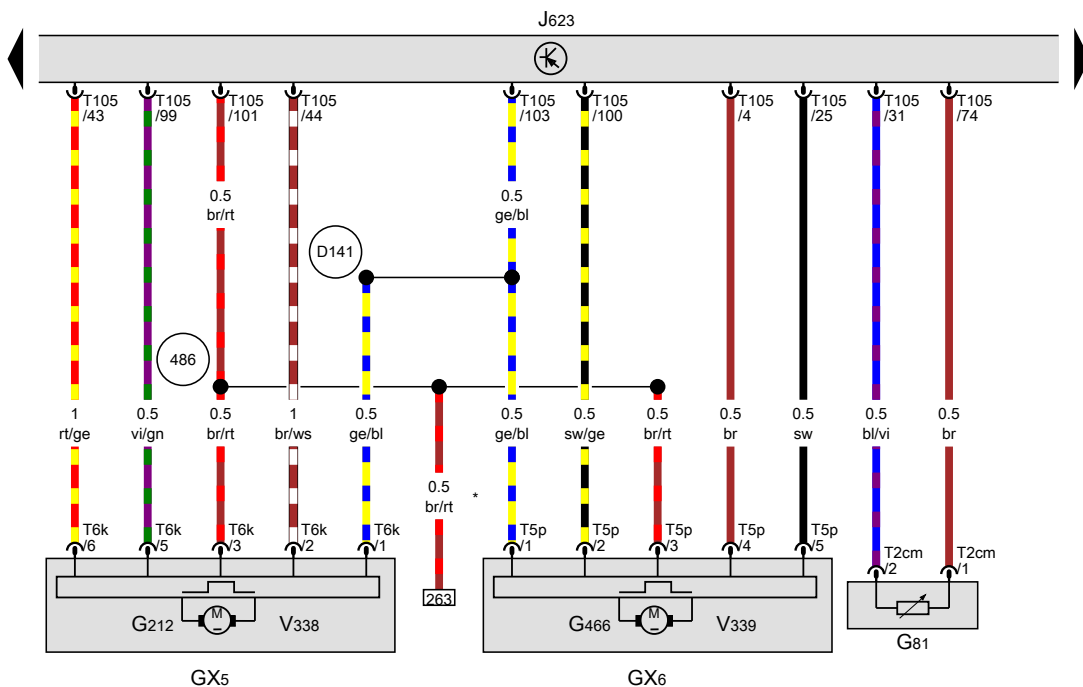 J623
T105 T105 T105 T105 T105 T105 T105 T105 T105 T105
/43 /99 /101 /44 /103 /100 /4 /25 /31 /74
0.5 0.5
br/rt ge/bl
D141
486
1 0.5 0.5 1 0.5 0.5 0.5 0.5 0.5 0.5 0.5 0.5
rt/ge vi/gn br/rt br/ws ge/bl ge/bl sw/ge br/rt br sw bl/vi br
0.5
br/rt *
T6k T6k T6k T6k T6k T5p T5p T5p T5p T5p
/6 /5 /3 /2 /1 /1 /2 /3 /4 /5
T2cm T2cm
/2 /1
263
M M
G212 V338 G466 V339
G81
GX5 GX6